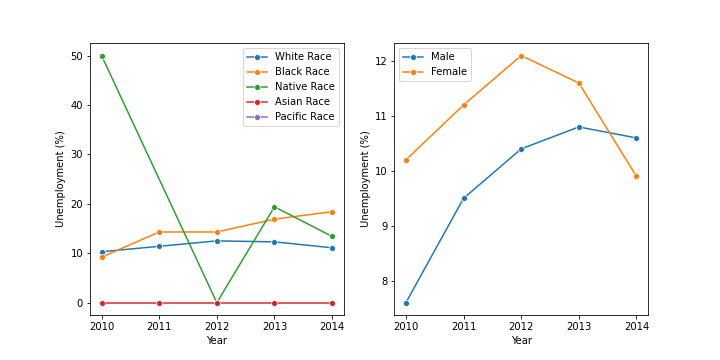 50
40
30
20
10
0
Unemployment (%)
2010 2011 2012 2013 2014
Year
White Race
Black Race
Native Race
Asian Race
Pacific Race
12
11
10
9
8
Unemployment (%)
2010 2011 2012 2013 2014
Year
Male
Female